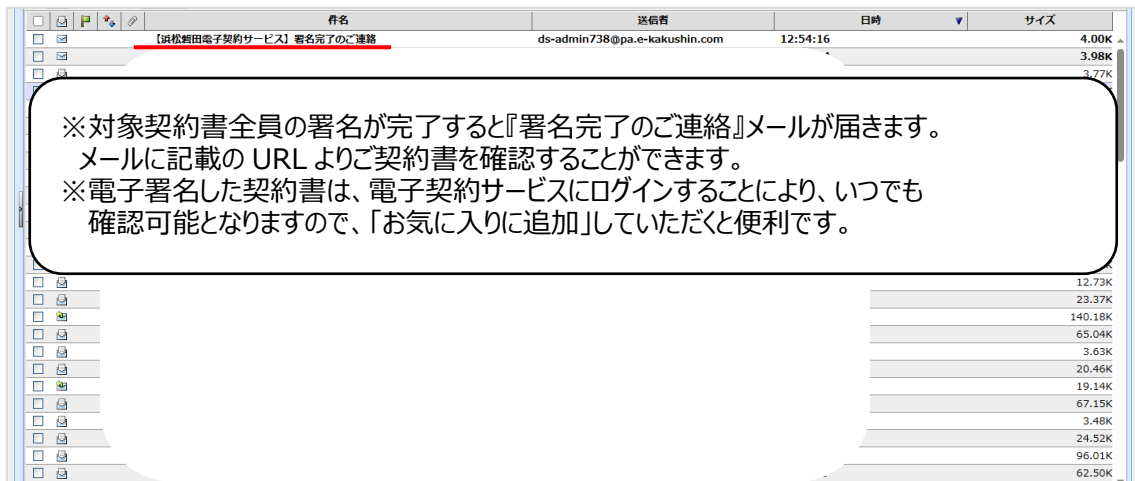 件名 送信者 日時 サイズ
【浜松磐田電子契約サービス】署名完了のご連絡 ds-admin738@pa.e-kakushin.com 12:54:16 4.00K
3.98K
3.77K
※対象契約書全員の署名が完了すると『署名完了のご連絡』メールが届きます。
メールに記載の URL よりご契約書を確認することができます。
※電子署名した契約書は、電子契約サービスにログインすることにより、いつでも
確認可能となりますので、「お気に入りに追加」していただくと便利です。
12.73K
23.37K
140.18K
65.04K
3.63K
20.46K
19.14K
67.15K
3.48K
24.52K
96.01K
62.50K